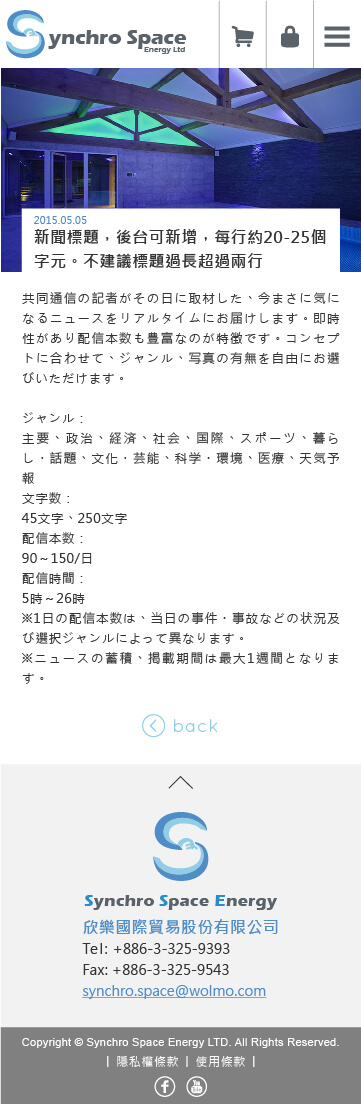 Synchro Space
Energy Ltd
2015.05.05
新聞標題，後台可新增，每行約20-25個
字元。不建議標題過長超過兩行
共同通信の記者がその日に取材した、今まさに気に
なるニュースをリアルタイムにお届けします。即時
性があり配信本数も豊富なのが特徴です。コンセプ
トに合わせて、ジャンル、写真の有無を自由にお選
びいただけます。
ジャンル：
主要、政治、経済、社会、国際、スポーツ、暮ら
し・話題、文化・芸能、科学・環境、医療、天気予
報
文字数：
45文字、250文字
配信本数：
90～150/日
配信時間：
5時～26時
※1日の配信本数は、当日の事件・事故などの状況及
び選択ジャンルによって異なります。
※ニュースの蓄積、掲載期間は最大1週間となりま
す。
back
Synchro Space Energy
欣樂國際貿易股份有限公司
Tel: +886-3-325-9393
Fax: +886-3-325-9543
synchro.space@wolmo.com
Copyright © Synchro Space Energy LTD. All Rights Reserved.
| 隱私權條款 | 使用條款 |
f You Tube